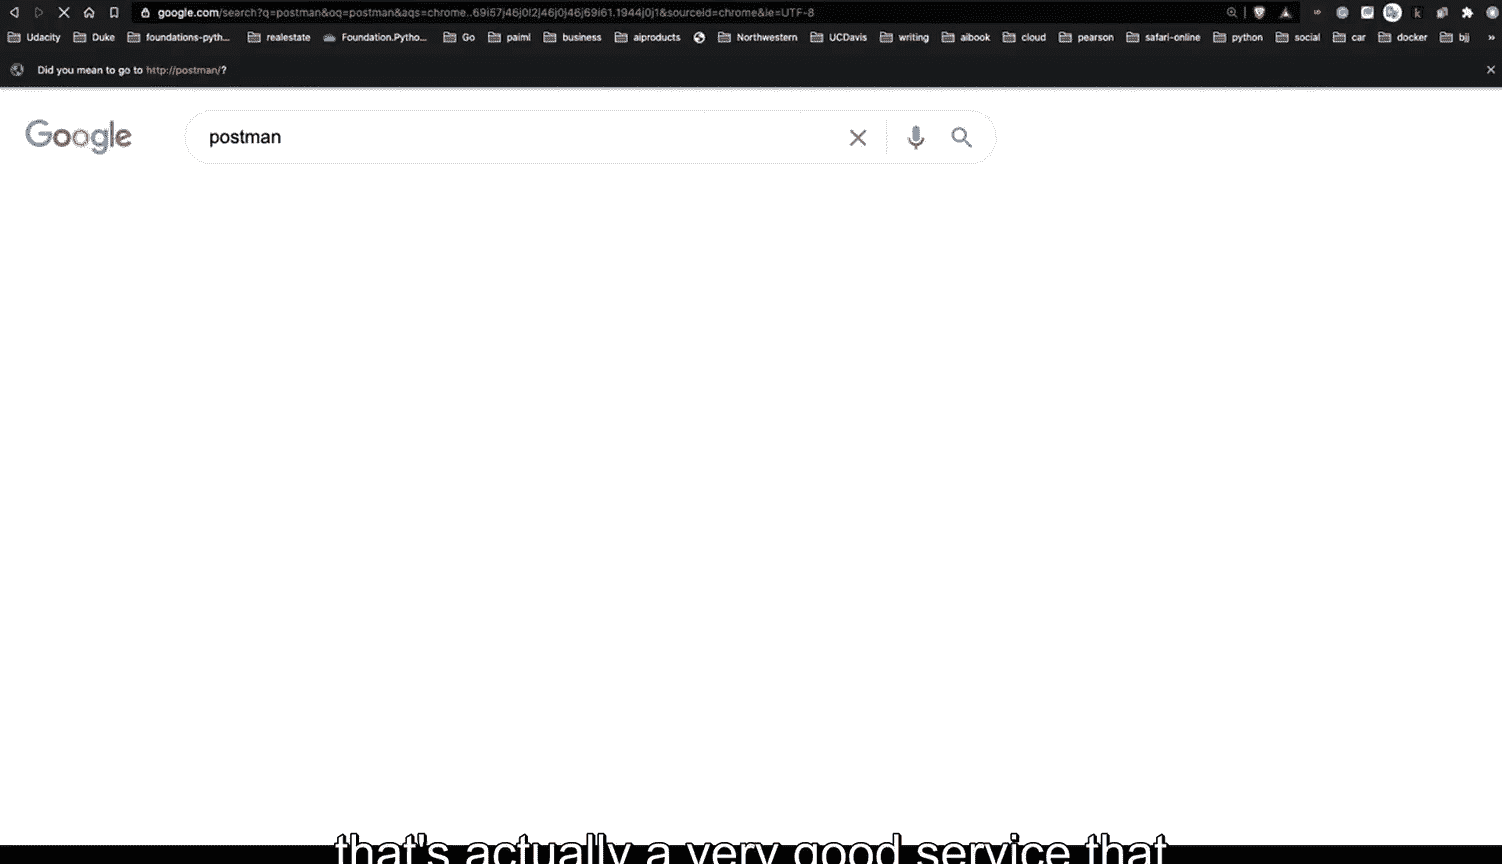 google.com/search?q=postman&oq=postman&aqs=chrome..69i57j46j0l2j46j0j46j69i61.1944j0j1&sourceid=chrome&ie=UTF-8
Udacity Duke foundations-pyth... realestate Foundation.Pytho... Go paiml business aiproducts Northwestern UCDavis writing aibook cloud pearson safari-online python social car docker bjj »
Did you mean to go to http://postman/?
Google postman
that's actually a very good service that